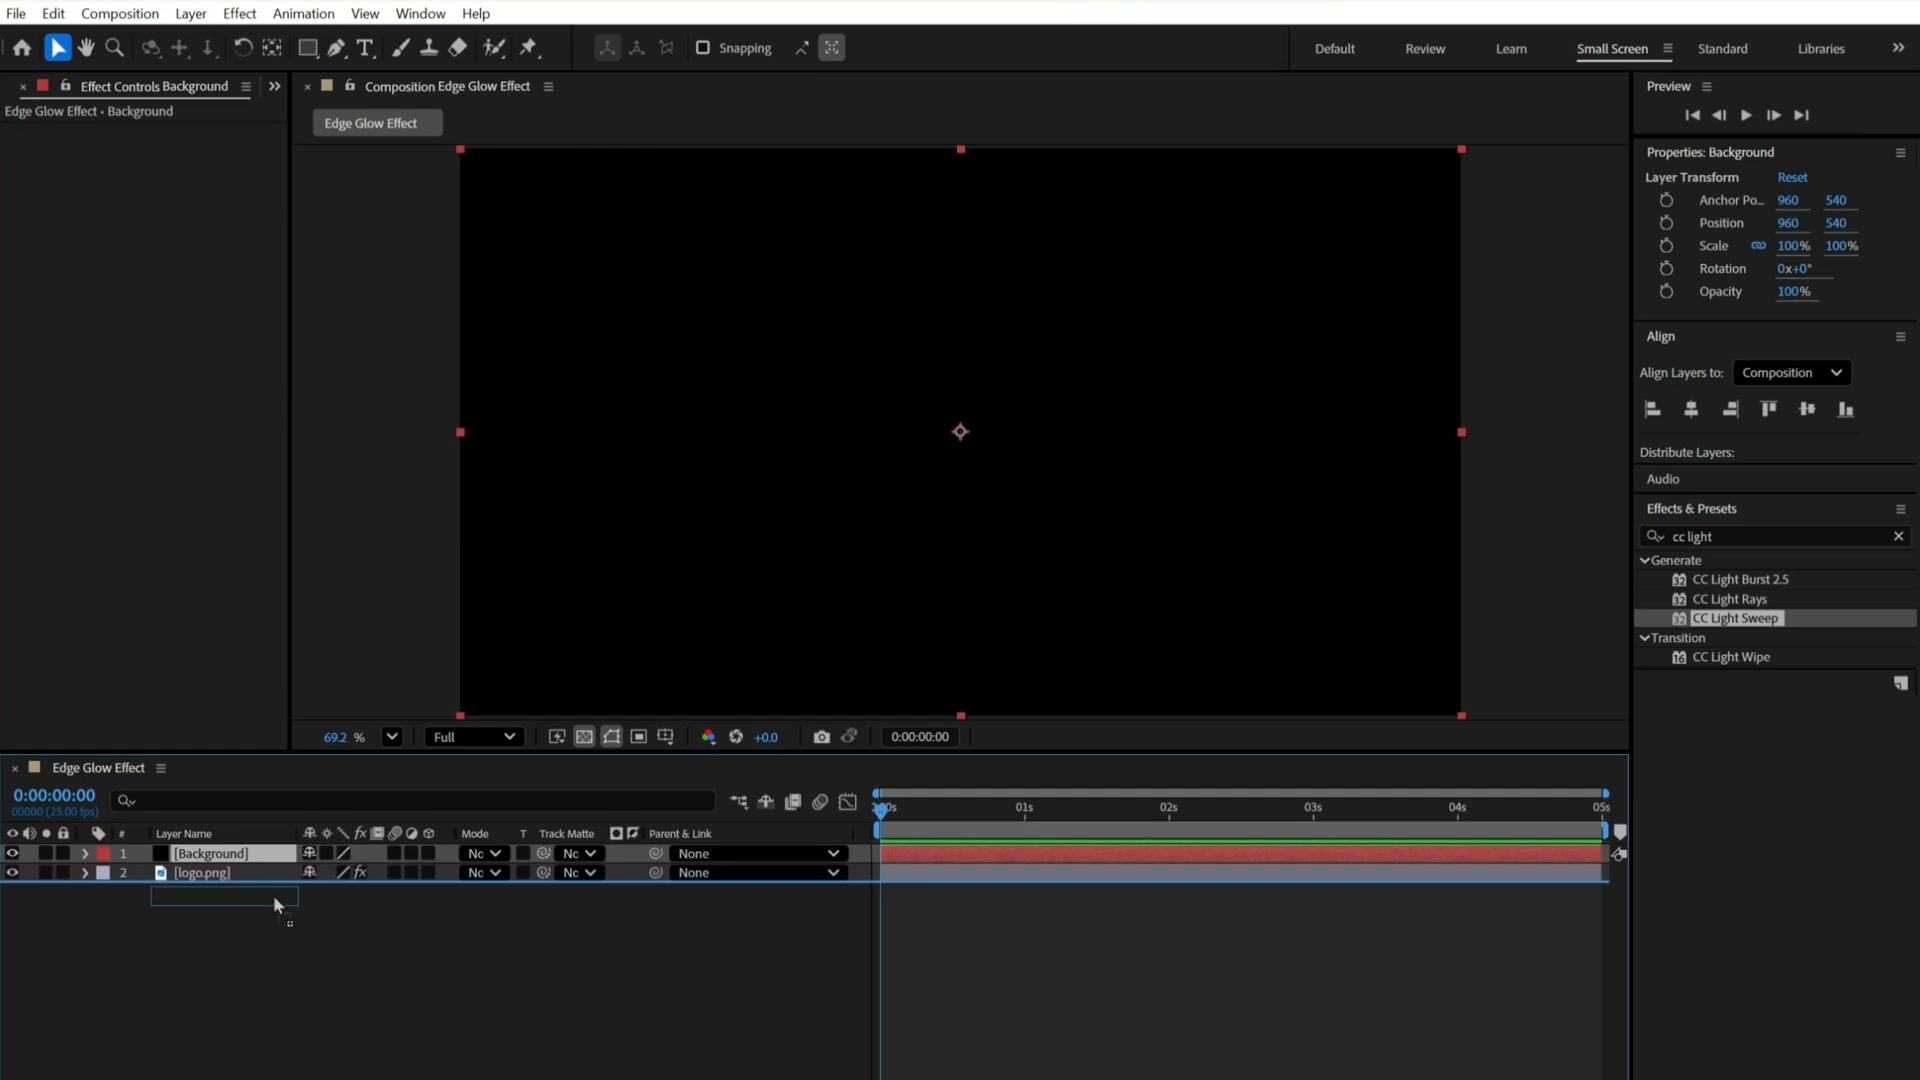 File Edit Composition Layer Effect Animation View Window Help
Snapping Default Review Learn Small Screen Standard Libraries
Effect Controls Background
Edge Glow Effect • Background
Composition Edge Glow Effect
Edge Glow Effect
Preview
Properties: Background
Layer Transform Reset
Anchor Po... 960 540
Position 960 540
Scale 100% 100%
Rotation 0x+0°
Opacity 100%
Align
Align Layers to: Composition
Distribute Layers:
Audio
Effects & Presets
cc light
Generate
32 CC Light Burst 2.5
32 CC Light Rays
32 CC Light Sweep
Transition
16 CC Light Wipe
69.2 % Full +0.0 0:00:00:00
Edge Glow Effect
0:00:00:00
00000 (25.00 fps)
01s 02s 03s 04s 05s
# Layer Name fx Mode T Track Matte Parent & Link
1 [Background] Nc Nc None
2 [logo.png] fx Nc Nc None